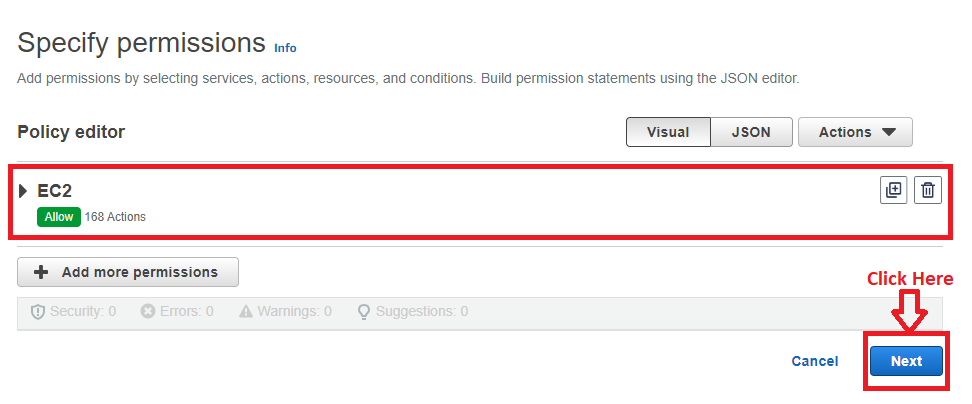 Specify permissions Info
Add permissions by selecting services, actions, resources, and conditions. Build permission statements using the JSON editor.
Policy editor
Visual JSON Actions
EC2
Allow 168 Actions
Add more permissions
Click Here
Security: 0 Errors: 0 Warnings: 0 Suggestions: 0
Cancel Next